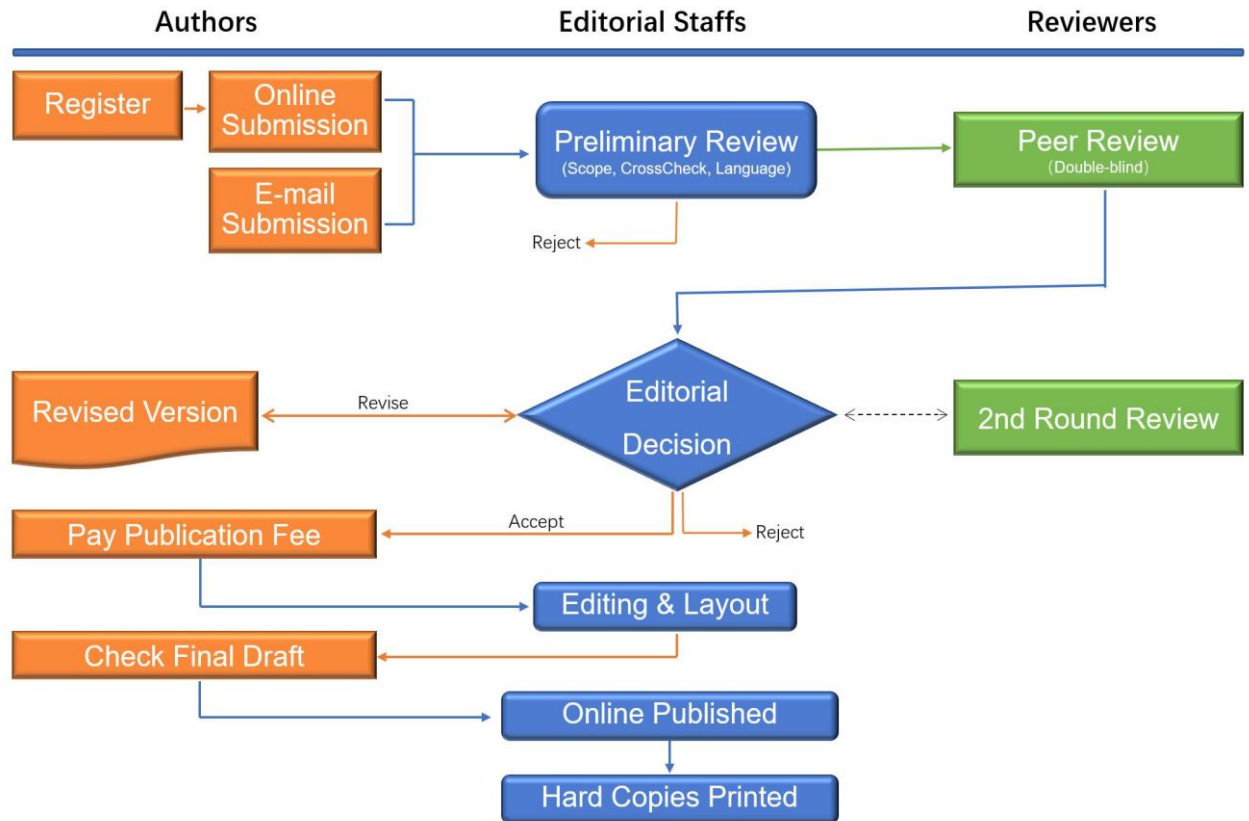 Authors
Editorial Staffs
Reviewers
Register
Online
Submission
E-mail
Submission
Preliminary Review
(Scope, CrossCheck, Language)
Peer Review
(Double-blind)
Reject
Revised Version
Revise
Editorial
Decision
2nd Round Review
Pay Publication Fee
Accept
Reject
Editing & Layout
Check Final Draft
Online Published
Hard Copies Printed